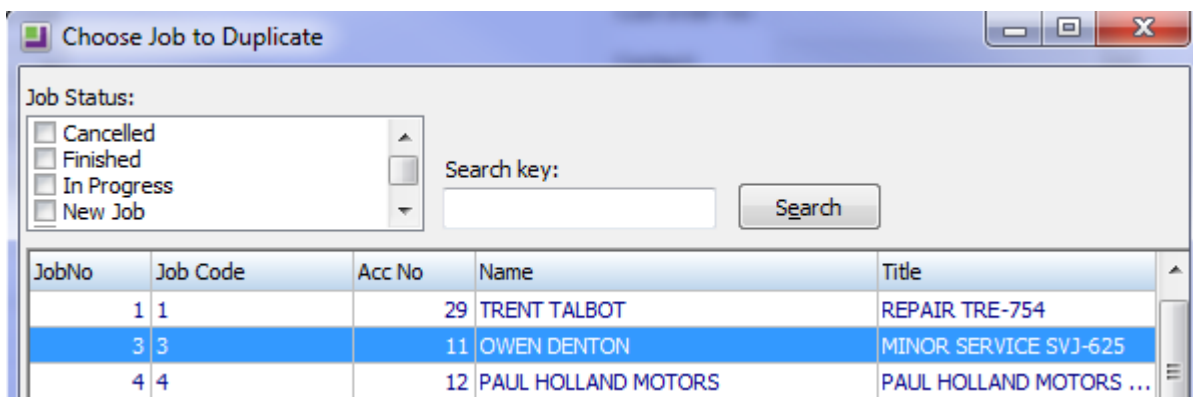 Choose Job to Duplicate
Job Status:
Cancelled
Finished
In Progress
New Job
Search key:
Search
JobNo Job Code Acc No Name Title
1 1 29 TRENT TALBOT REPAIR TRE-754
3 3 11 OWEN DENTON MINOR SERVICE SVJ-625
4 4 12 PAUL HOLLAND MOTORS PAUL HOLLAND MOTORS ...